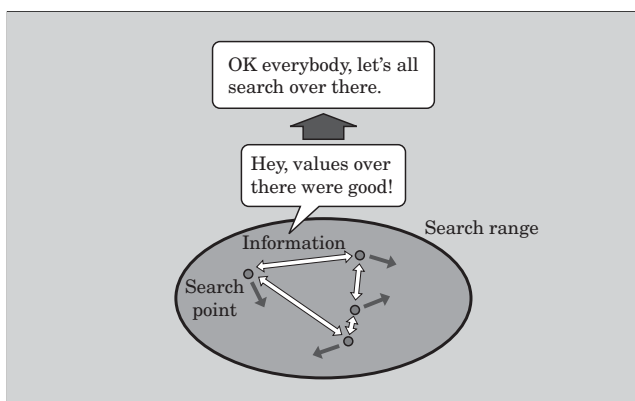 OK everybody, let's all
search over there.
Hey, values over
there were good!
Search range
Information
Search
point